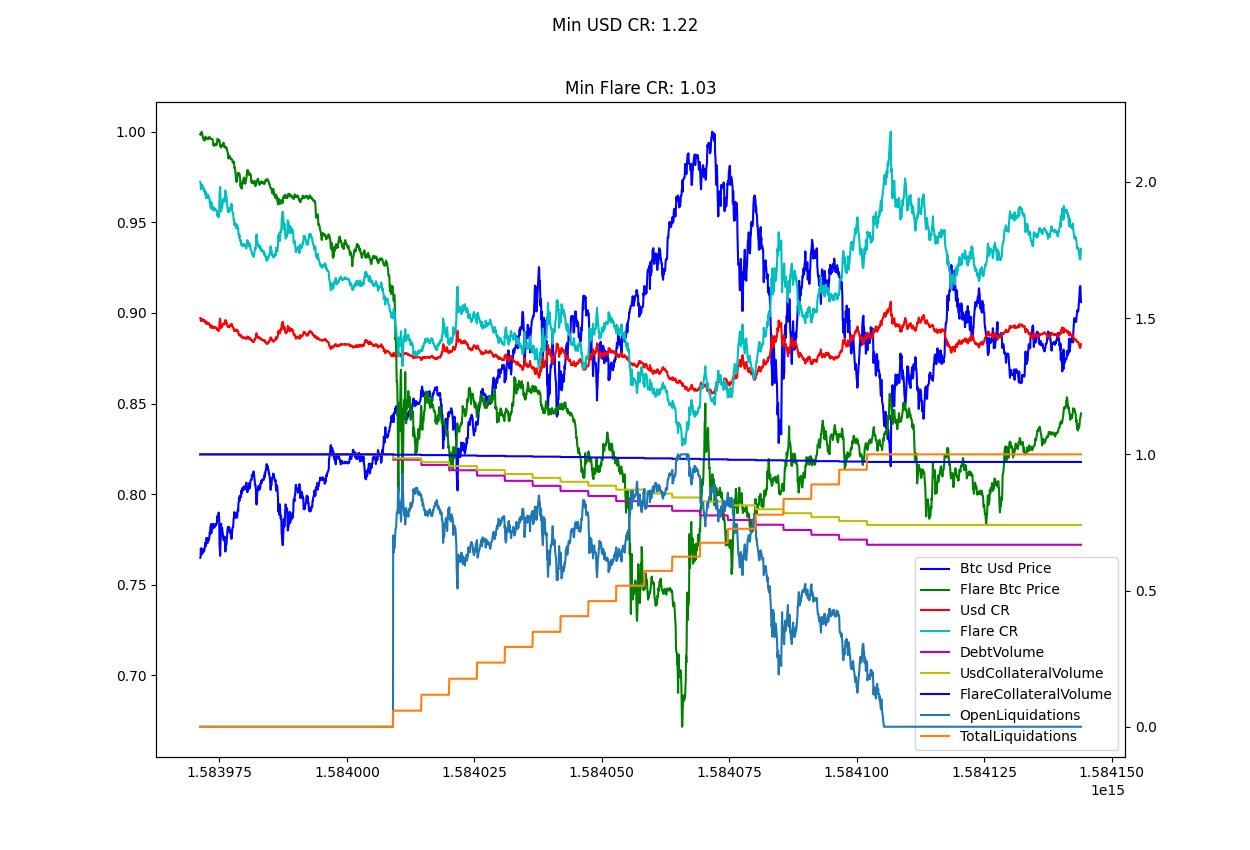 Min USD CR: 1.22
Min Flare CR: 1.03
1.00
0.95
0.90
0.85
0.80
0.75
0.70
2.0
1.5
1.0
0.5
0.0
Btc Usd Price
Flare Btc Price
Usd CR
Flare CR
DebtVolume
UsdCollateralVolume
FlareCollateralVolume
OpenLiquidations
TotalLiquidations
1.583975 1.584000 1.584025 1.584050 1.584075 1.584100 1.584125 1.584150
1e15